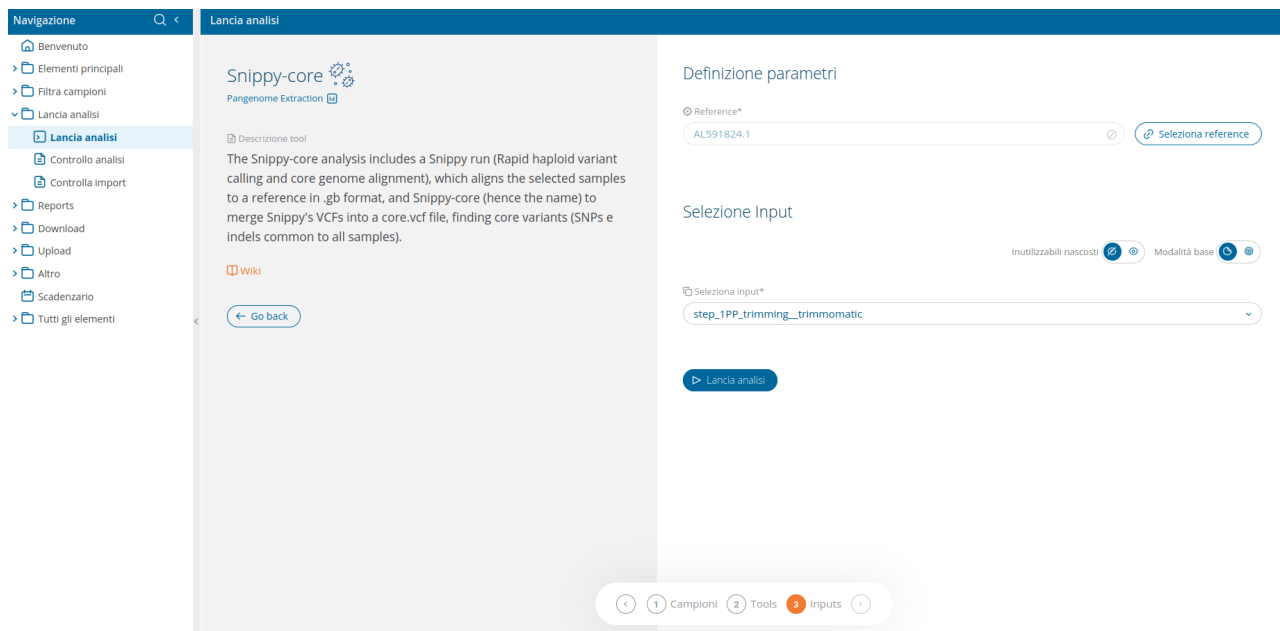 Navigazione
Benvenuto
Elementi principali
Filtra campioni
Lancia analisi
Lancia analisi
Controllo analisi
Controlla import
Reports
Download
Upload
Altro
Scadenzario
Tutti gli elementi
Lancia analisi
Snippy-core
Pangenome Extraction
Descrizione tool
The Snippy-core analysis includes a Snippy run (Rapid haploid variant
calling and core genome alignment), which aligns the selected samples
to a reference in .gb format, and Snippy-core (hence the name) to
merge Snippy's VCFs into a core.vcf file, finding core variants (SNPs e
indels common to all samples).
Wiki
Go back
Definizione parametri
Reference*
AL591824.1 Seleziona reference
Selezione Input
Inutilizzabili nascosti Modalità base
Seleziona input*
step_1PP_trimming__trimmomatic
Lancia analisi
1 Campioni 2 Tools 3 Inputs